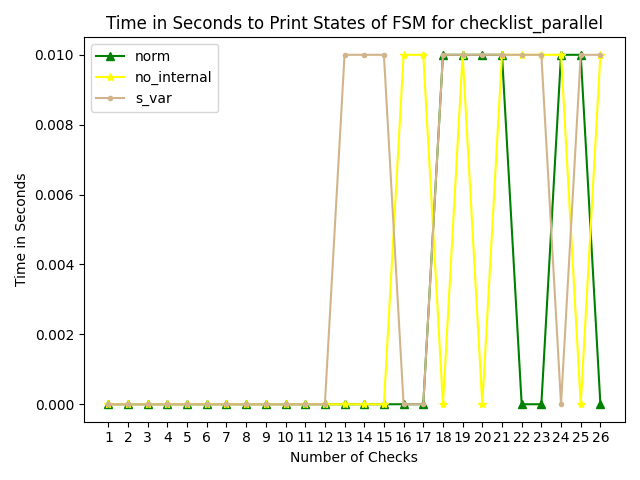 Time in Seconds to Print States of FSM for checklist_parallel
norm
no_internal
s_var
0.010
0.008
0.006
0.004
0.002
0.000
Time in Seconds
1 2 3 4 5 6 7 8 9 10 11 12 13 14 15 16 17 18 19 20 21 22 23 24 25 26
Number of Checks